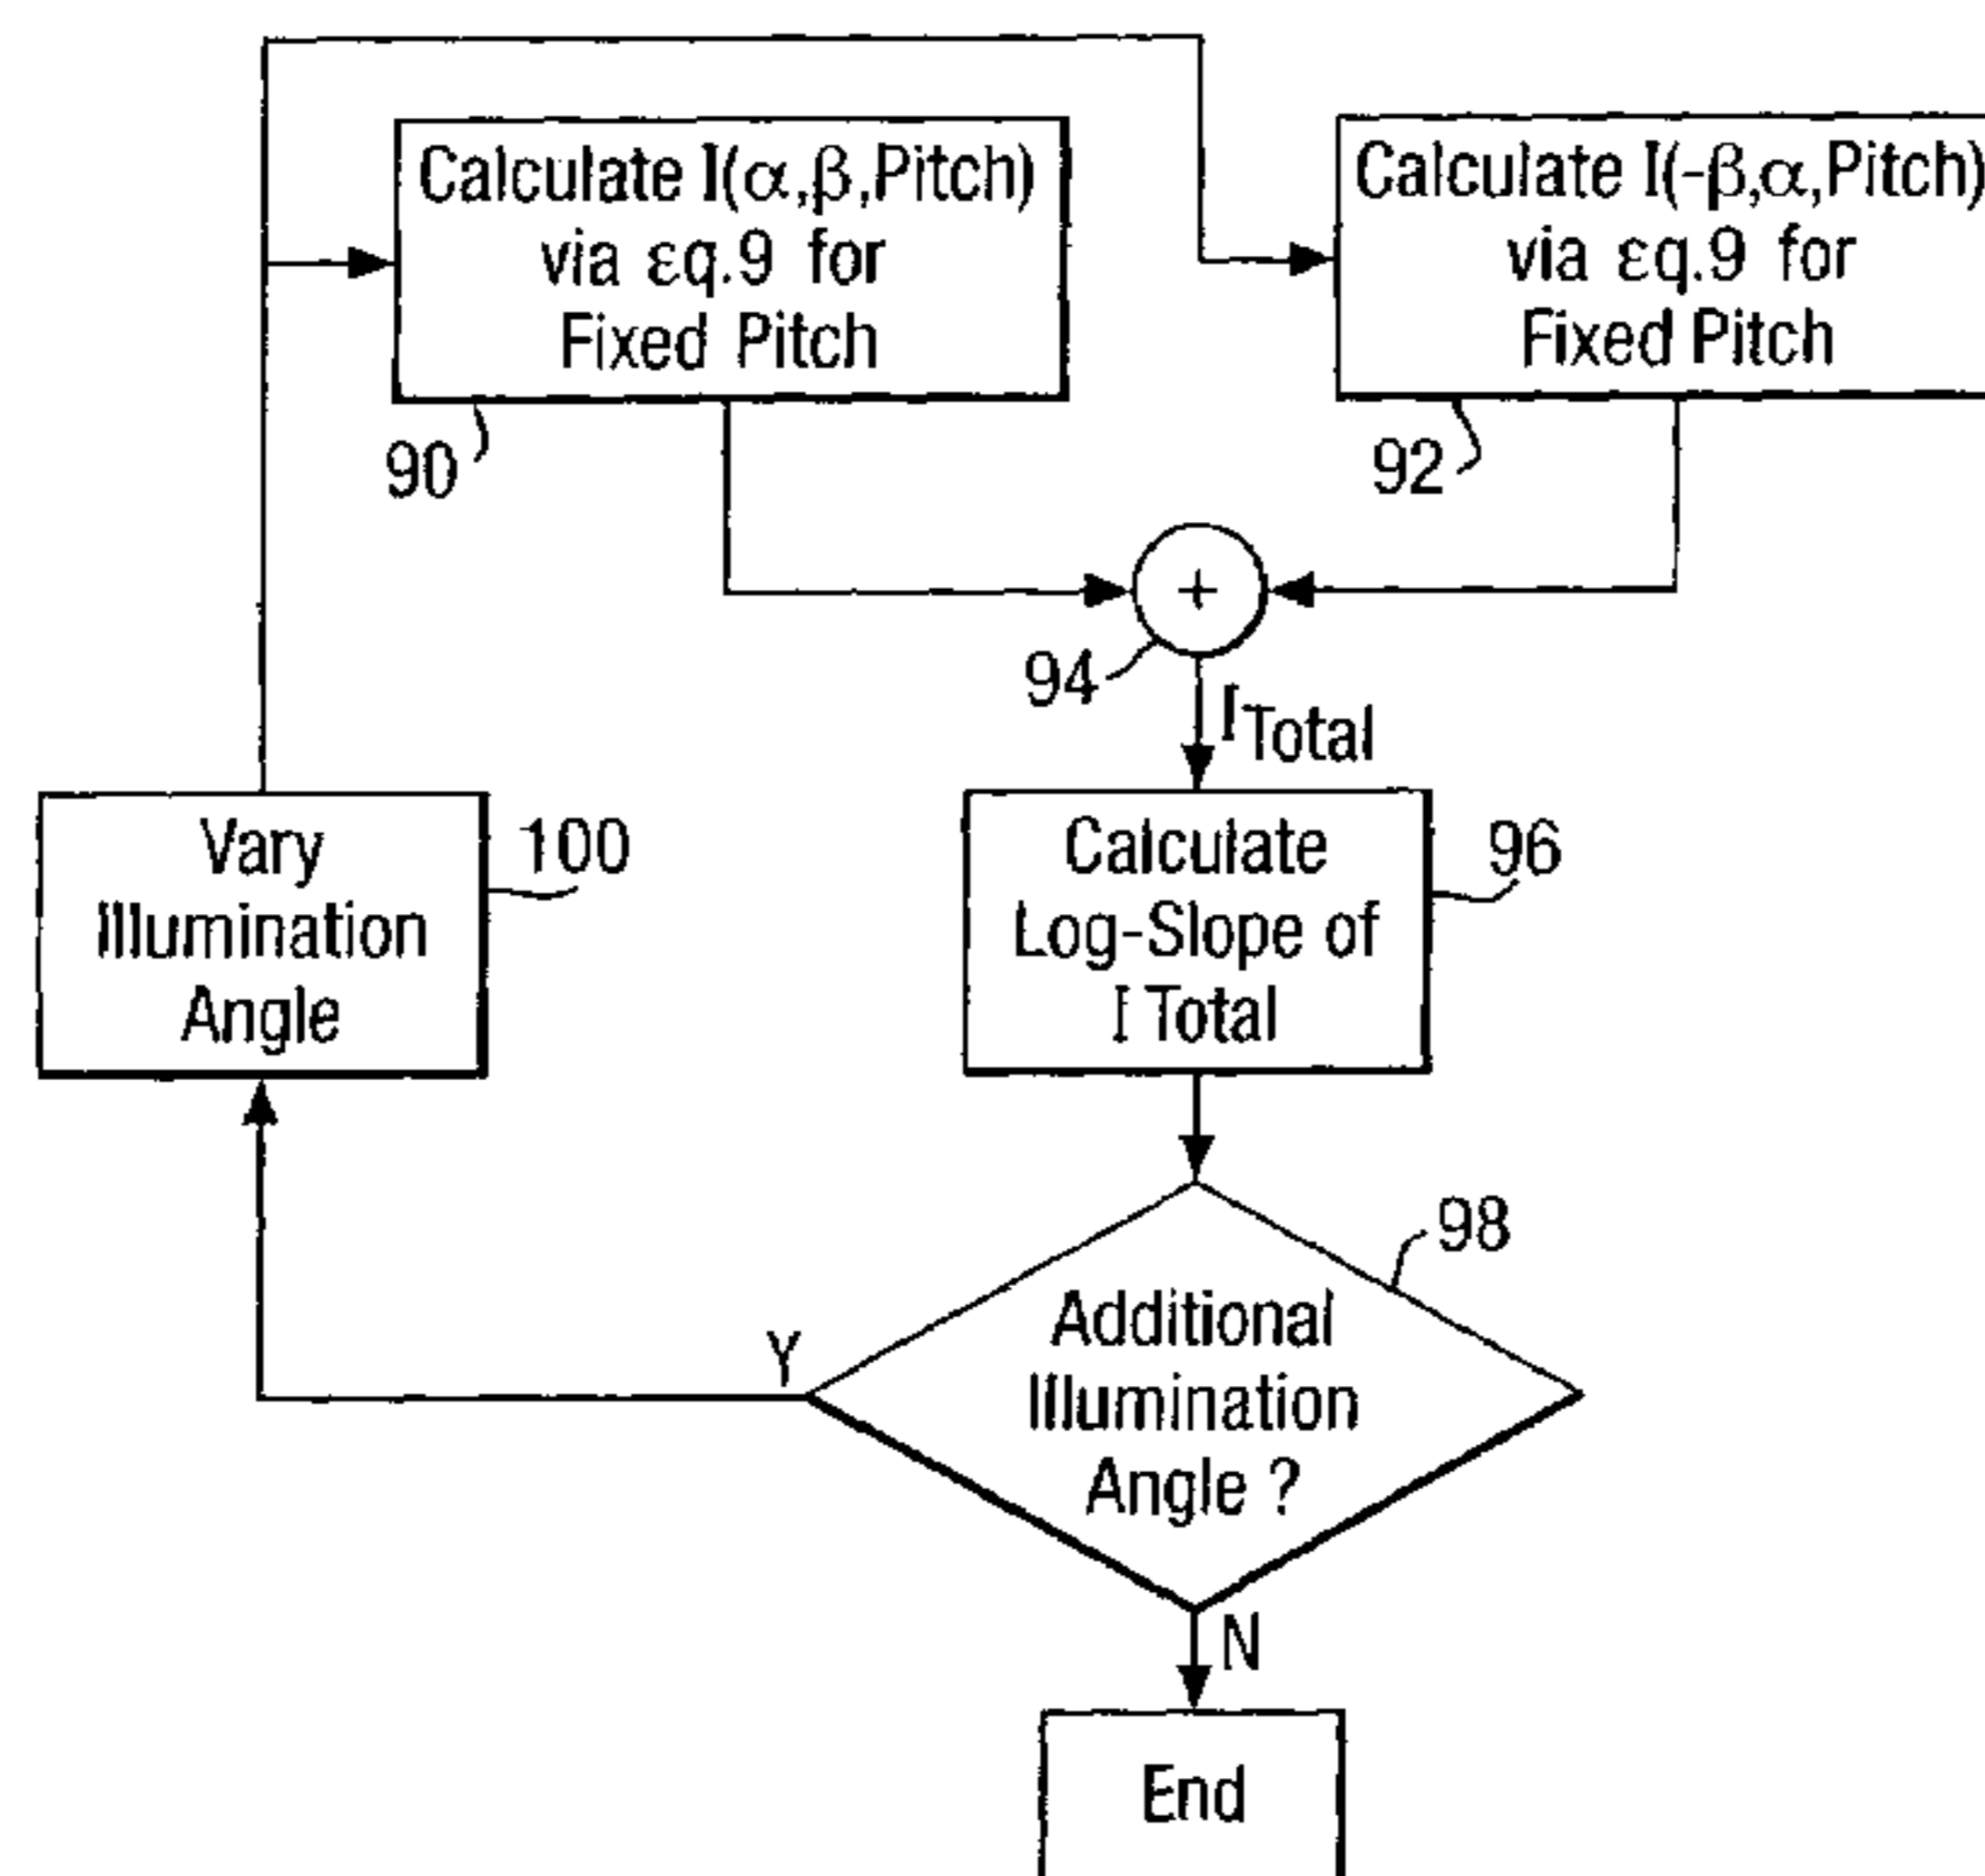 Calculate I(α,β,Pitch)
via εq.9 for
Fixed Pitch
90
Calculate I(-β,α,Pitch)
via εq.9 for
Fixed Pitch
92
+
94
I Total
Vary
Illumination
Angle
100
Calculate
Log-Slope of
I Total
96
98
Additional
Illumination
Angle ?
Y
N
End